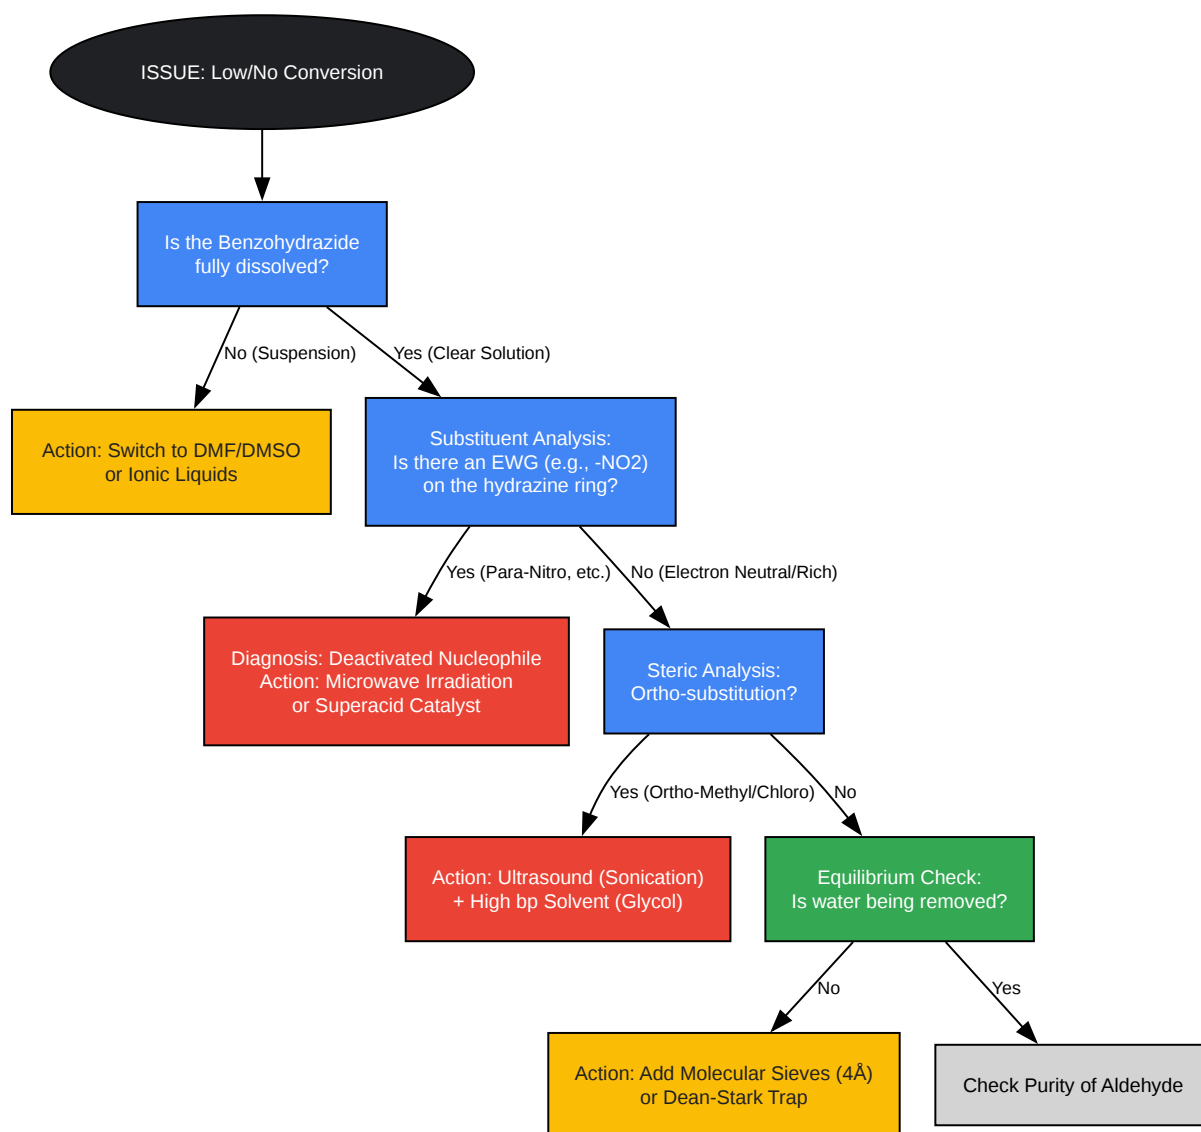 ISSUE: Low/No Conversion
Is the Benzohydrazide
fully dissolved?
No (Suspension)
Yes (Clear Solution)
Action: Switch to DMF/DMSO
or Ionic Liquids
Substituent Analysis:
Is there an EWG (e.g., -NO2)
on the hydrazine ring?
Yes (Para-Nitro, etc.)
No (Electron Neutral/Rich)
Diagnosis: Deactivated Nucleophile
Action: Microwave Irradiation
or Superacid Catalyst
Steric Analysis:
Ortho-substitution?
Yes (Ortho-Methyl/Chloro)
No
Action: Ultrasound (Sonication)
+ High bp Solvent (Glycol)
Equilibrium Check:
Is water being removed?
No
Yes
Action: Add Molecular Sieves (4Å)
or Dean-Stark Trap
Check Purity of Aldehyde